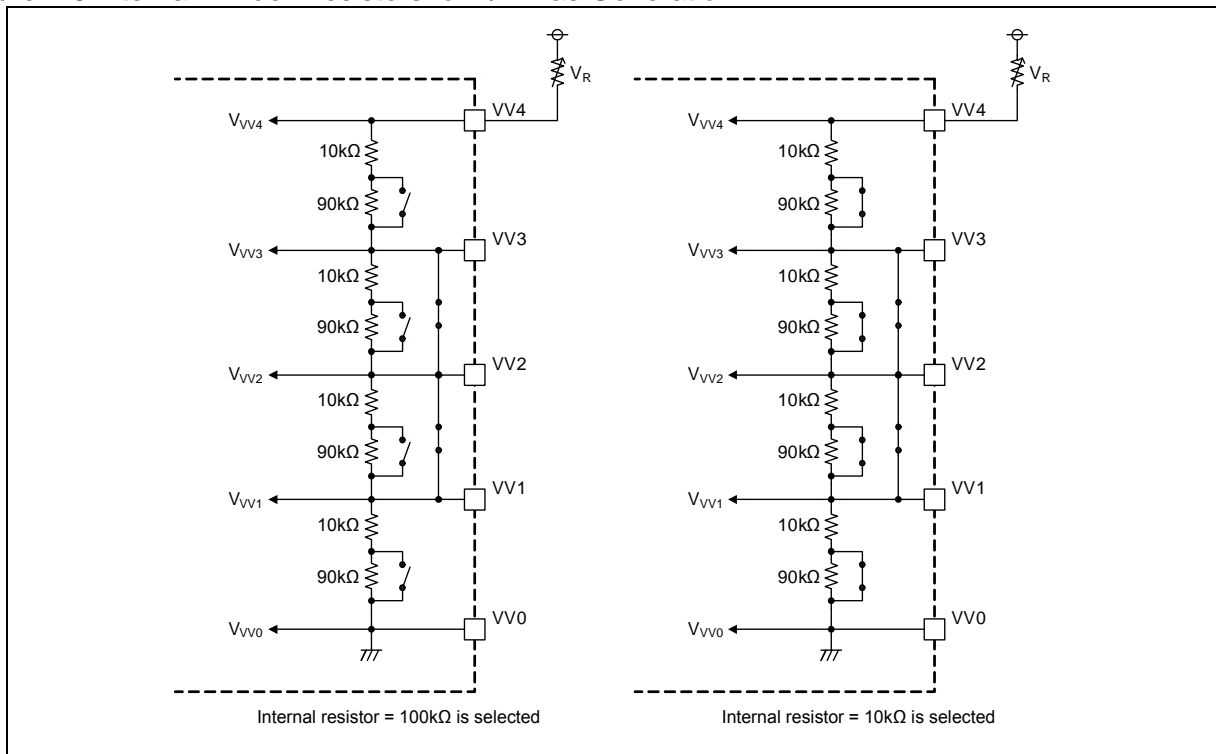 V_R V_R
VV4 VV4
V_VV4 V_VV4
10kΩ 10kΩ
90kΩ 90kΩ
VV3 VV3
V_VV3 V_VV3
10kΩ 10kΩ
90kΩ 90kΩ
VV2 VV2
V_VV2 V_VV2
10kΩ 10kΩ
90kΩ 90kΩ
VV1 VV1
V_VV1 V_VV1
10kΩ 10kΩ
90kΩ 90kΩ
VV0 VV0
V_VV0 V_VV0
Internal resistor = 100kΩ is selected Internal resistor = 10kΩ is selected